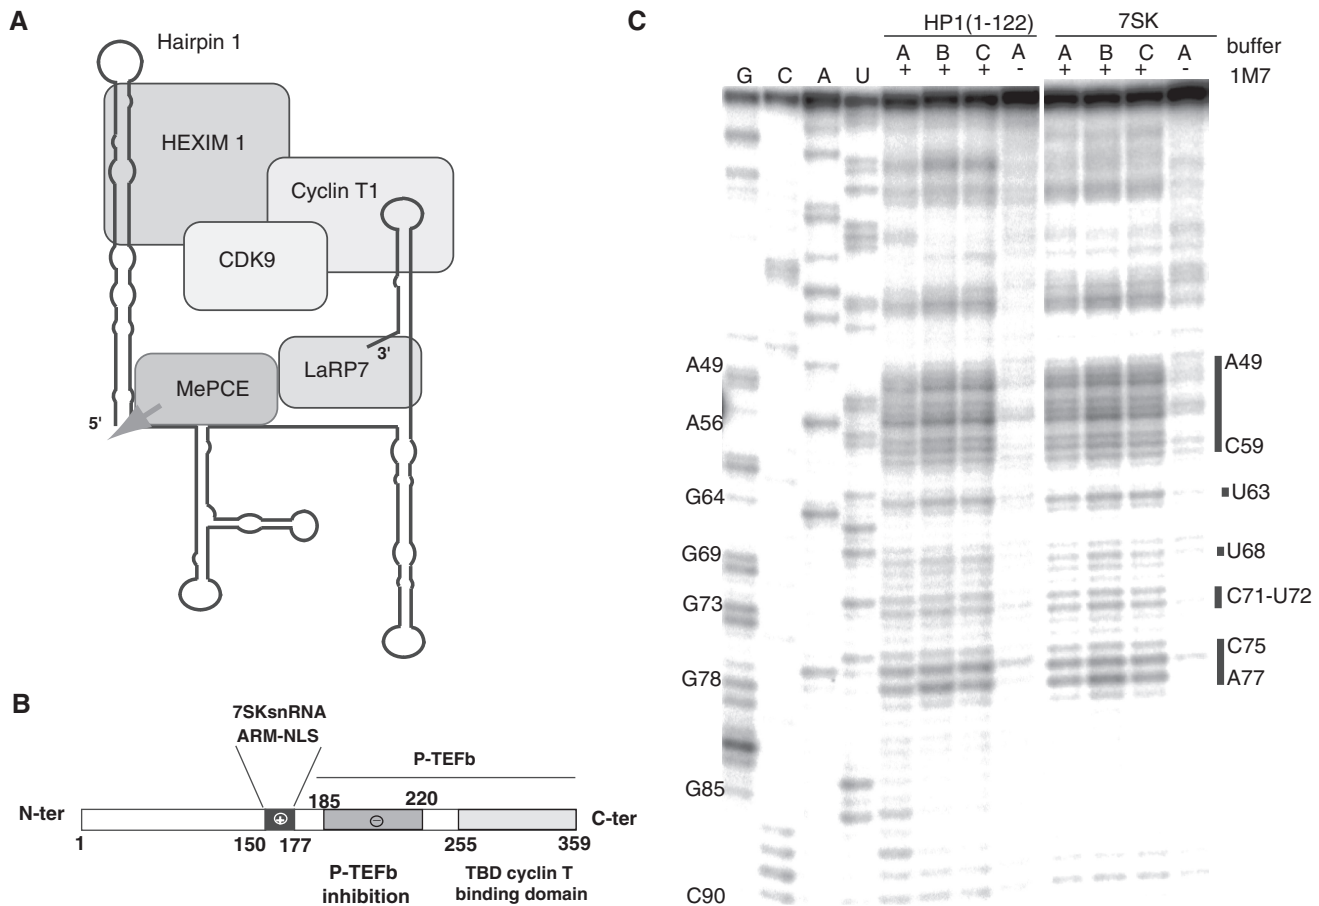 A
Hairpin 1
HEXIM 1
Cyclin T1
CDK9
LaRP7
3'
MePCE
5'
B
7SKsnRNA
ARM-NLS
P-TEFb
N-ter
185
220
C-ter
1
150
177
255
359
P-TEFb
inhibition
TBD cyclin T
binding domain
C
HP1(1-122)
7SK
A B C A A B C A buffer
G C A U + + + - + + + - 1M7
A49
A56
G64
G69
G73
G78
G85
C90
A49
C59
U63
U68
C71-U72
C75
A77